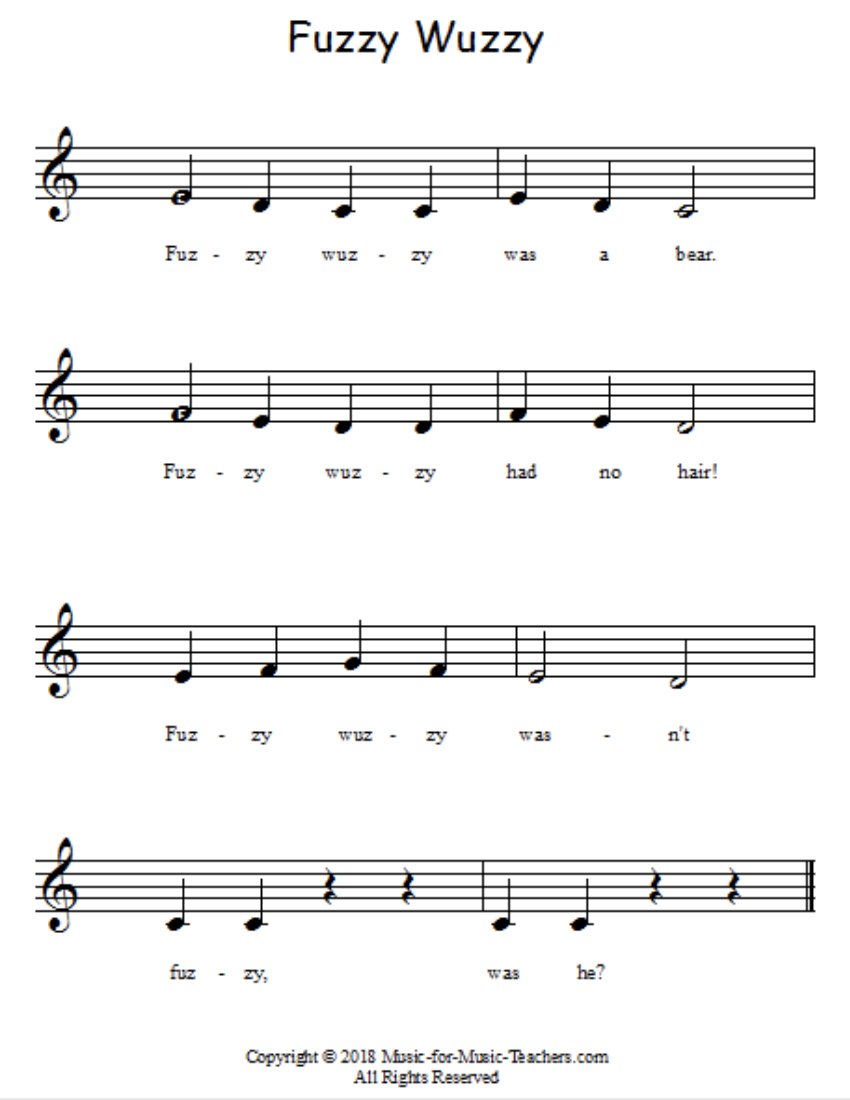 Fuzzy Wuzzy
Fuz - zy wuz - zy was a bear.
Fuz - zy wuz - zy had no hair!
Fuz - zy wuz - zy was - n't
fuz - zy, was he?
Copyright © 2018 Music-for-Music-Teachers.com
All Rights Reserved